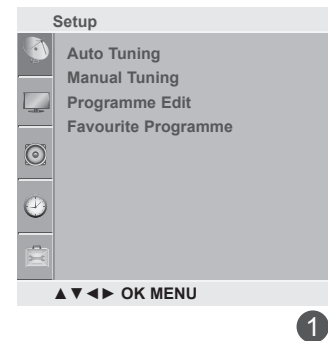 Setup
Auto Tuning
Manual Tuning
Programme Edit
Favourite Programme
▲▼◄► OK MENU
1